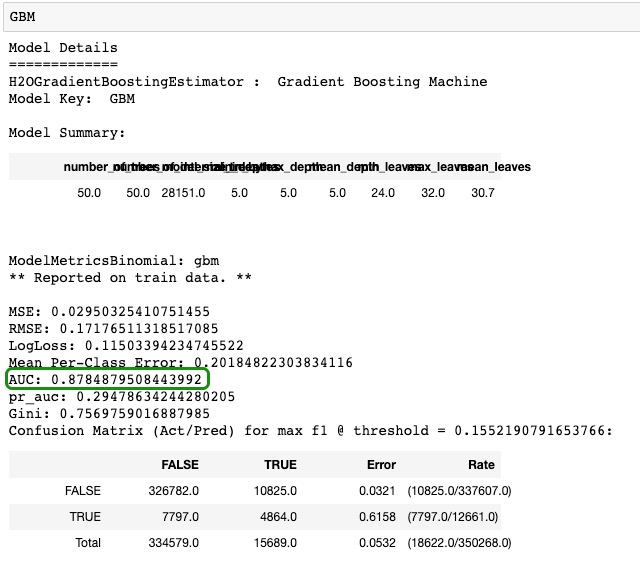 GBM
Model Details
=============
H2OGradientBoostingEstimator :  Gradient Boosting Machine
Model Key:  GBM
Model Summary:
max_depth mean_depth min_leaves max_leaves mean_leaves
50.0 50.0 28151.0 5.0 5.0 5.0 24.0 32.0 30.7
ModelMetricsBinomial: gbm
** Reported on train data. **
MSE: 0.02950325410751455
RMSE: 0.17176511318517085
LogLoss: 0.11503394234745522
Mean Per-Class Error: 0.20184822303834116
AUC: 0.8784879508443992
pr_auc: 0.29478634244280205
Gini: 0.7569759016887985
Confusion Matrix (Act/Pred) for max f1 @ threshold = 0.1552190791653766:
FALSE TRUE Error Rate
FALSE 326782.0 10825.0 0.0321 (10825.0/337607.0)
TRUE 7797.0 4864.0 0.6158 (7797.0/12661.0)
Total 334579.0 15689.0 0.0532 (18622.0/350268.0)